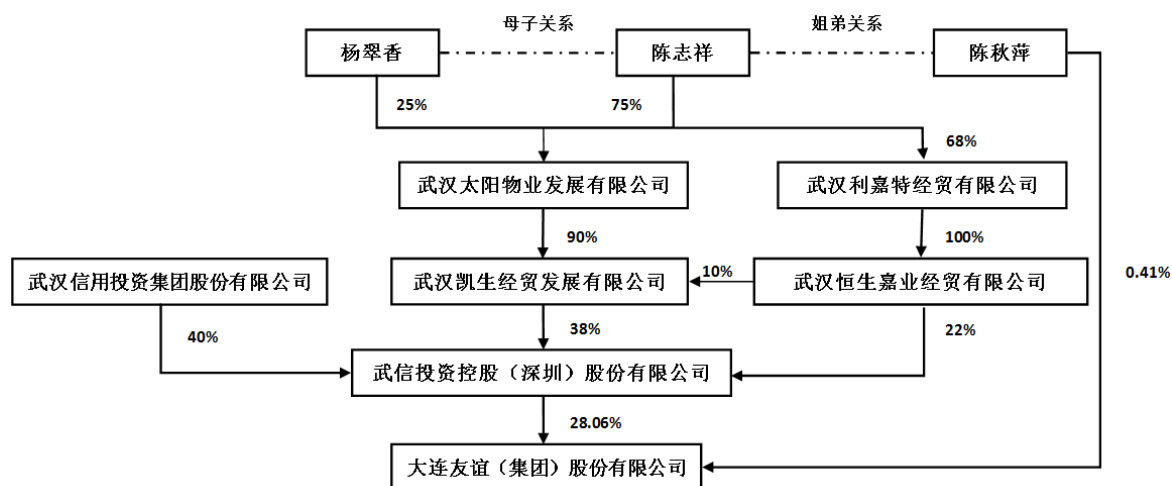 母子关系
姐弟关系
杨翠香
陈志祥
陈秋萍
25%
75%
68%
武汉太阳物业发展有限公司
武汉利嘉特经贸有限公司
90%
100%
武汉信用投资集团股份有限公司
武汉凯生经贸发展有限公司
10%
武汉恒生嘉业经贸有限公司
0.41%
40%
38%
22%
武信投资控股（深圳）股份有限公司
28.06%
大连友谊（集团）股份有限公司